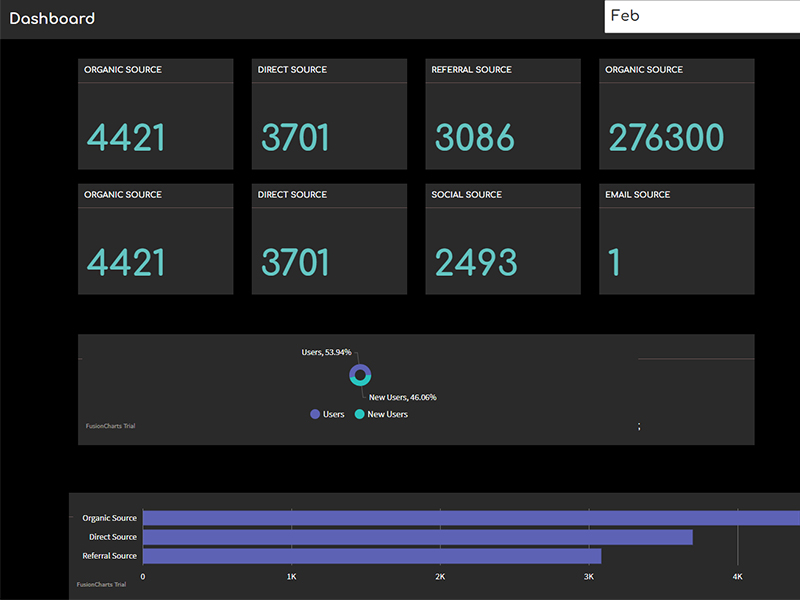 Dashboard
Feb
ORGANIC SOURCE
DIRECT SOURCE
REFERRAL SOURCE
ORGANIC SOURCE
4421
3701
3086
276300
ORGANIC SOURCE
DIRECT SOURCE
SOCIAL SOURCE
EMAIL SOURCE
4421
3701
2493
1
Users, 53.94%
New Users, 46.06%
Users
New Users
FusionCharts Trial
;
Organic Source
Direct Source
Referral Source
0
1K
2K
3K
4K
FusionCharts Trial